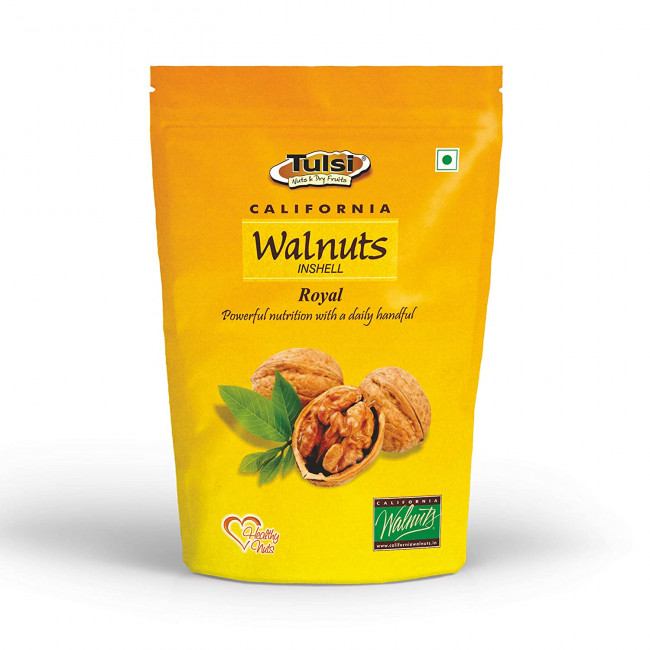 Tulsi®
Nuts & Dry Fruits
CALIFORNIA
Walnuts
INSHELL
Royal
Powerful nutrition with a daily handful
Healthy
Nuts
CALIFORNIA
Walnuts
www.californiawalnuts.in